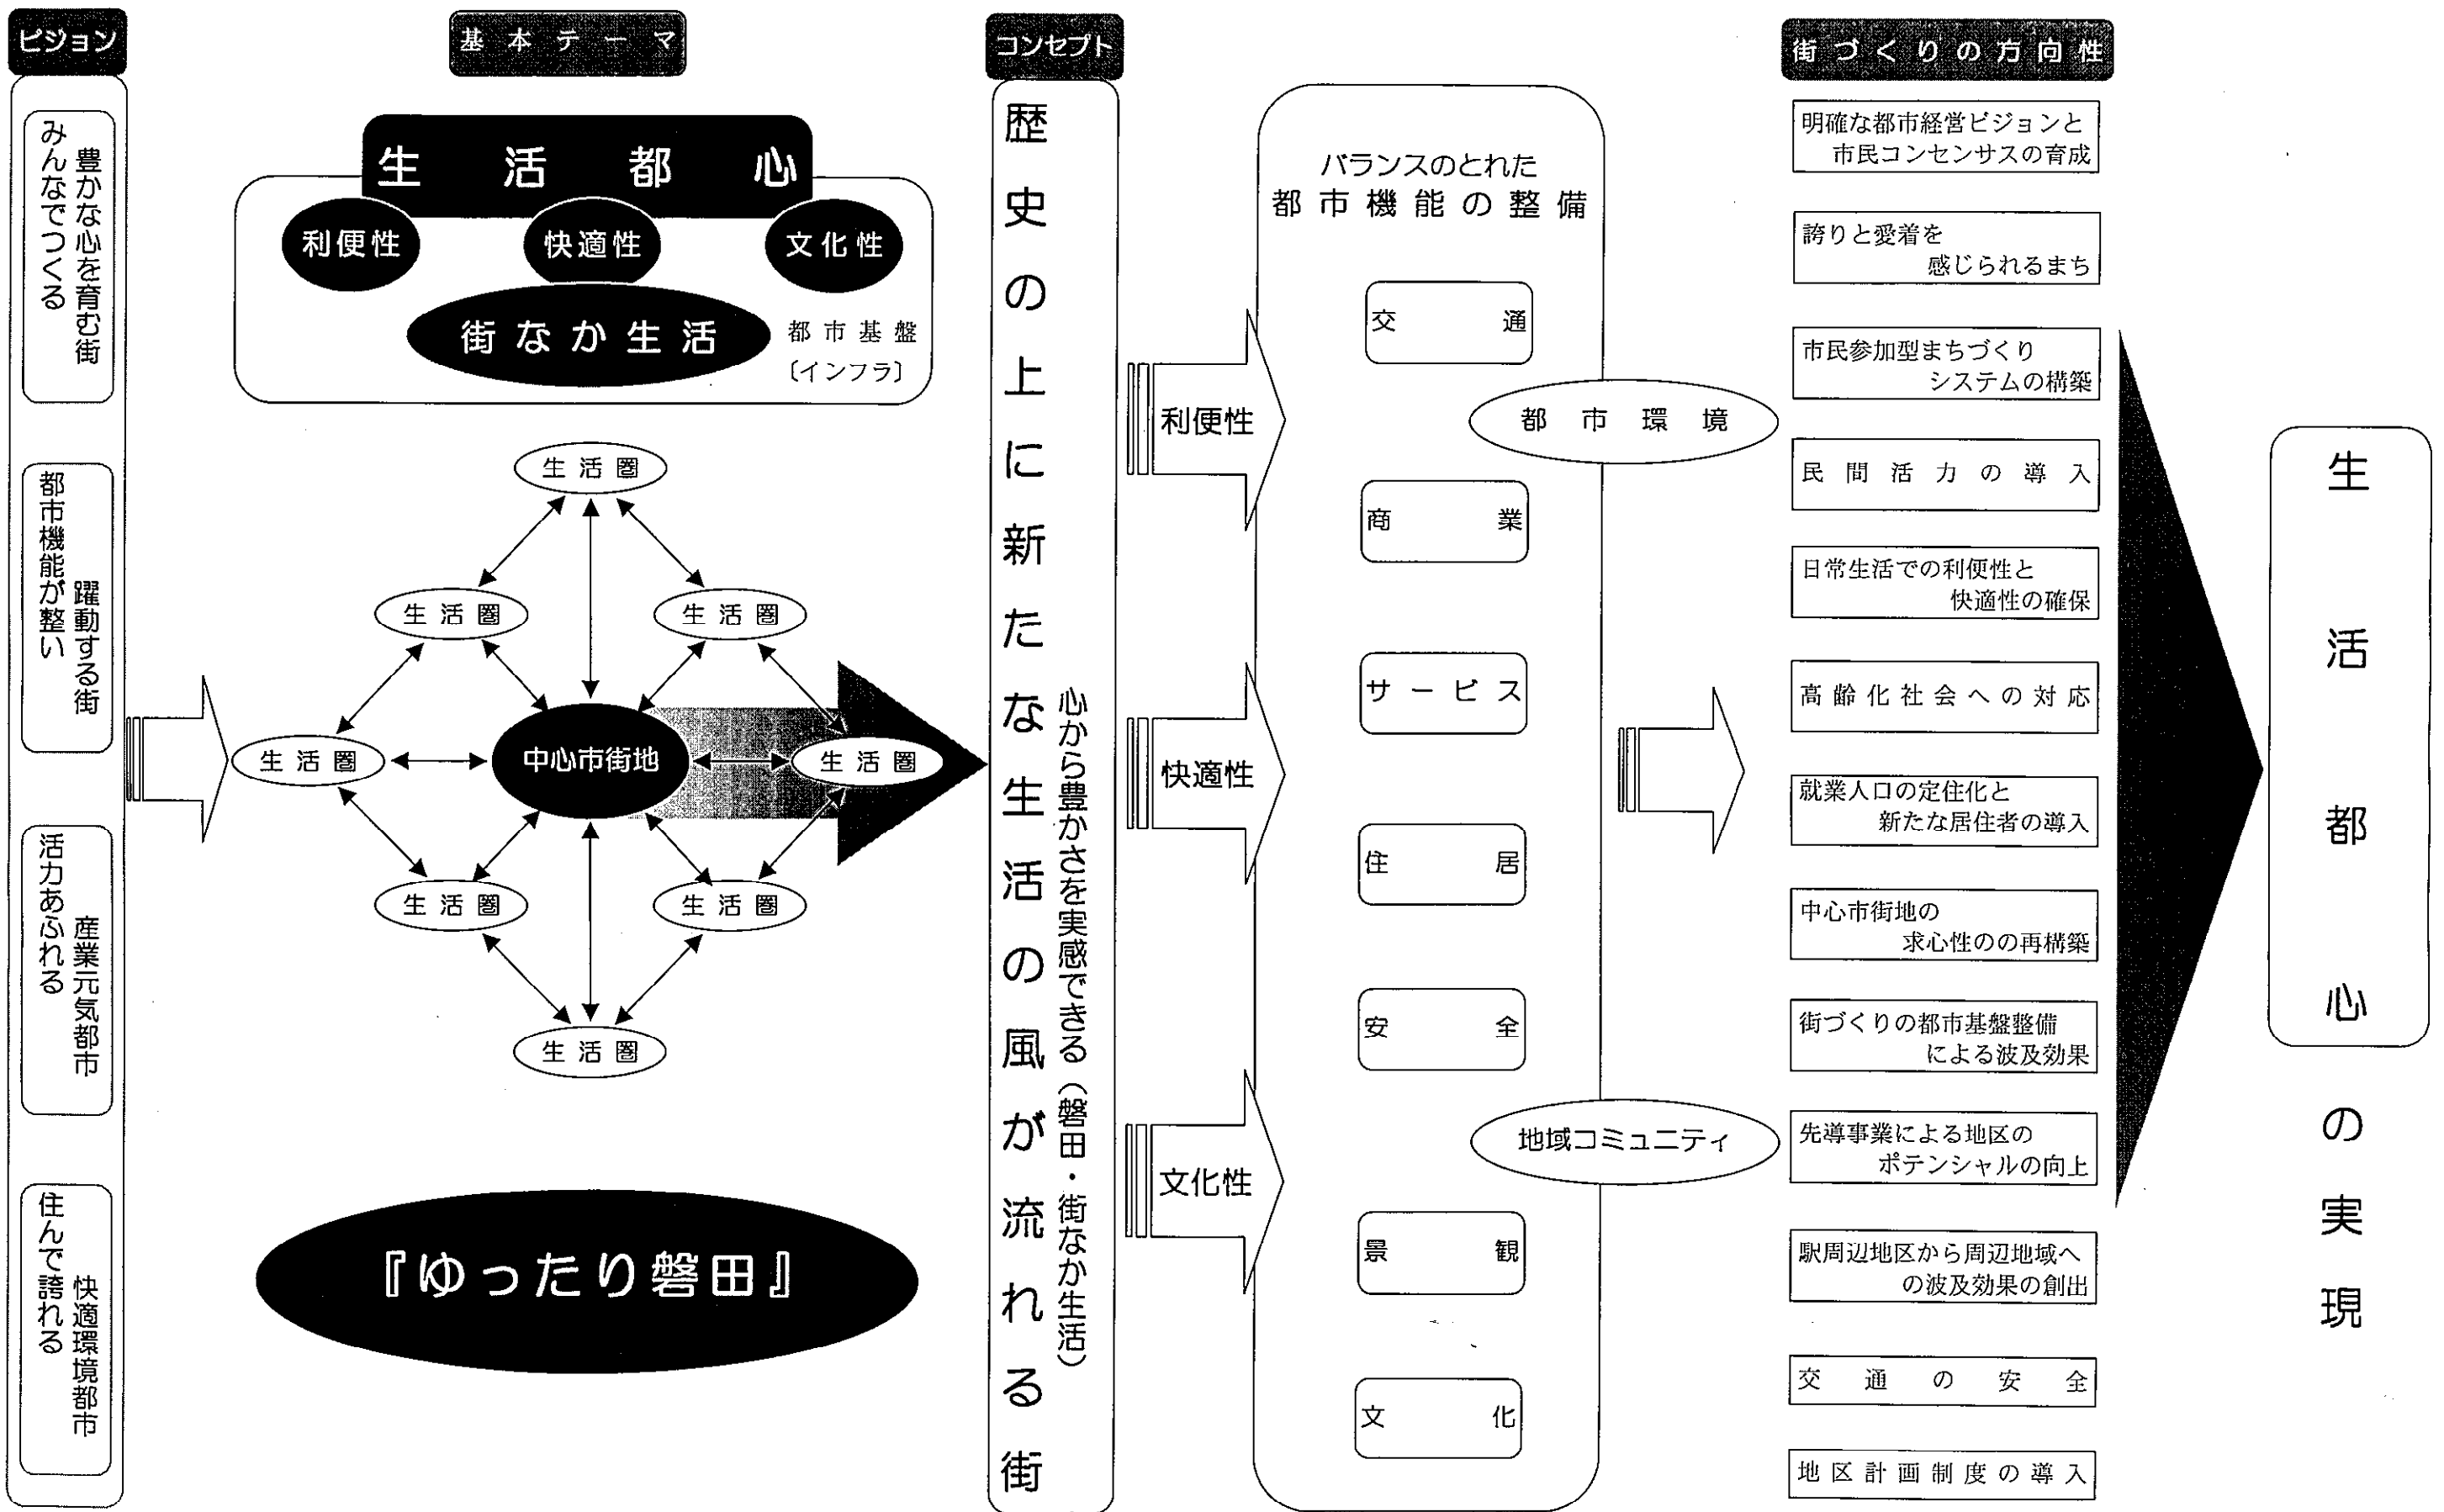 ビジョン
みんなでつくる
豊かな心を育む街
都市機能が整い
躍動する街
活力あふれる
産業元気都市
住んで誇れる
快適環境都市
基本テーマ
生活都心
利便性
快適性
文化性
街なか生活
都市基盤
〔インフラ〕
生活圏
生活圏
生活圏
生活圏
中心市街地
生活圏
生活圏
生活圏
生活圏
『ゆったり磐田』
コンセプト
歴史の上に新たな生活の風が流れる街
心から豊かさを実感できる（磐田・街なか生活）
利便性
快適性
文化性
バランスのとれた
都市機能の整備
交通
都市環境
商業
サービス
住居
安全
地域コミュニティ
景観
文化
街づくりの方向性
明確な都市経営ビジョンと
市民コンセンサスの育成
誇りと愛着を
感じられるまち
市民参加型まちづくり
システムの構築
民間活力の導入
日常生活での利便性と
快適性の確保
高齢化社会への対応
就業人口の定住化と
新たな居住者の導入
中心市街地の
求心性のの再構築
街づくりの都市基盤整備
による波及効果
先導事業による地区の
ポテンシャルの向上
駅周辺地区から周辺地域へ
の波及効果の創出
交通の安全
地区計画制度の導入
生活都心の実現